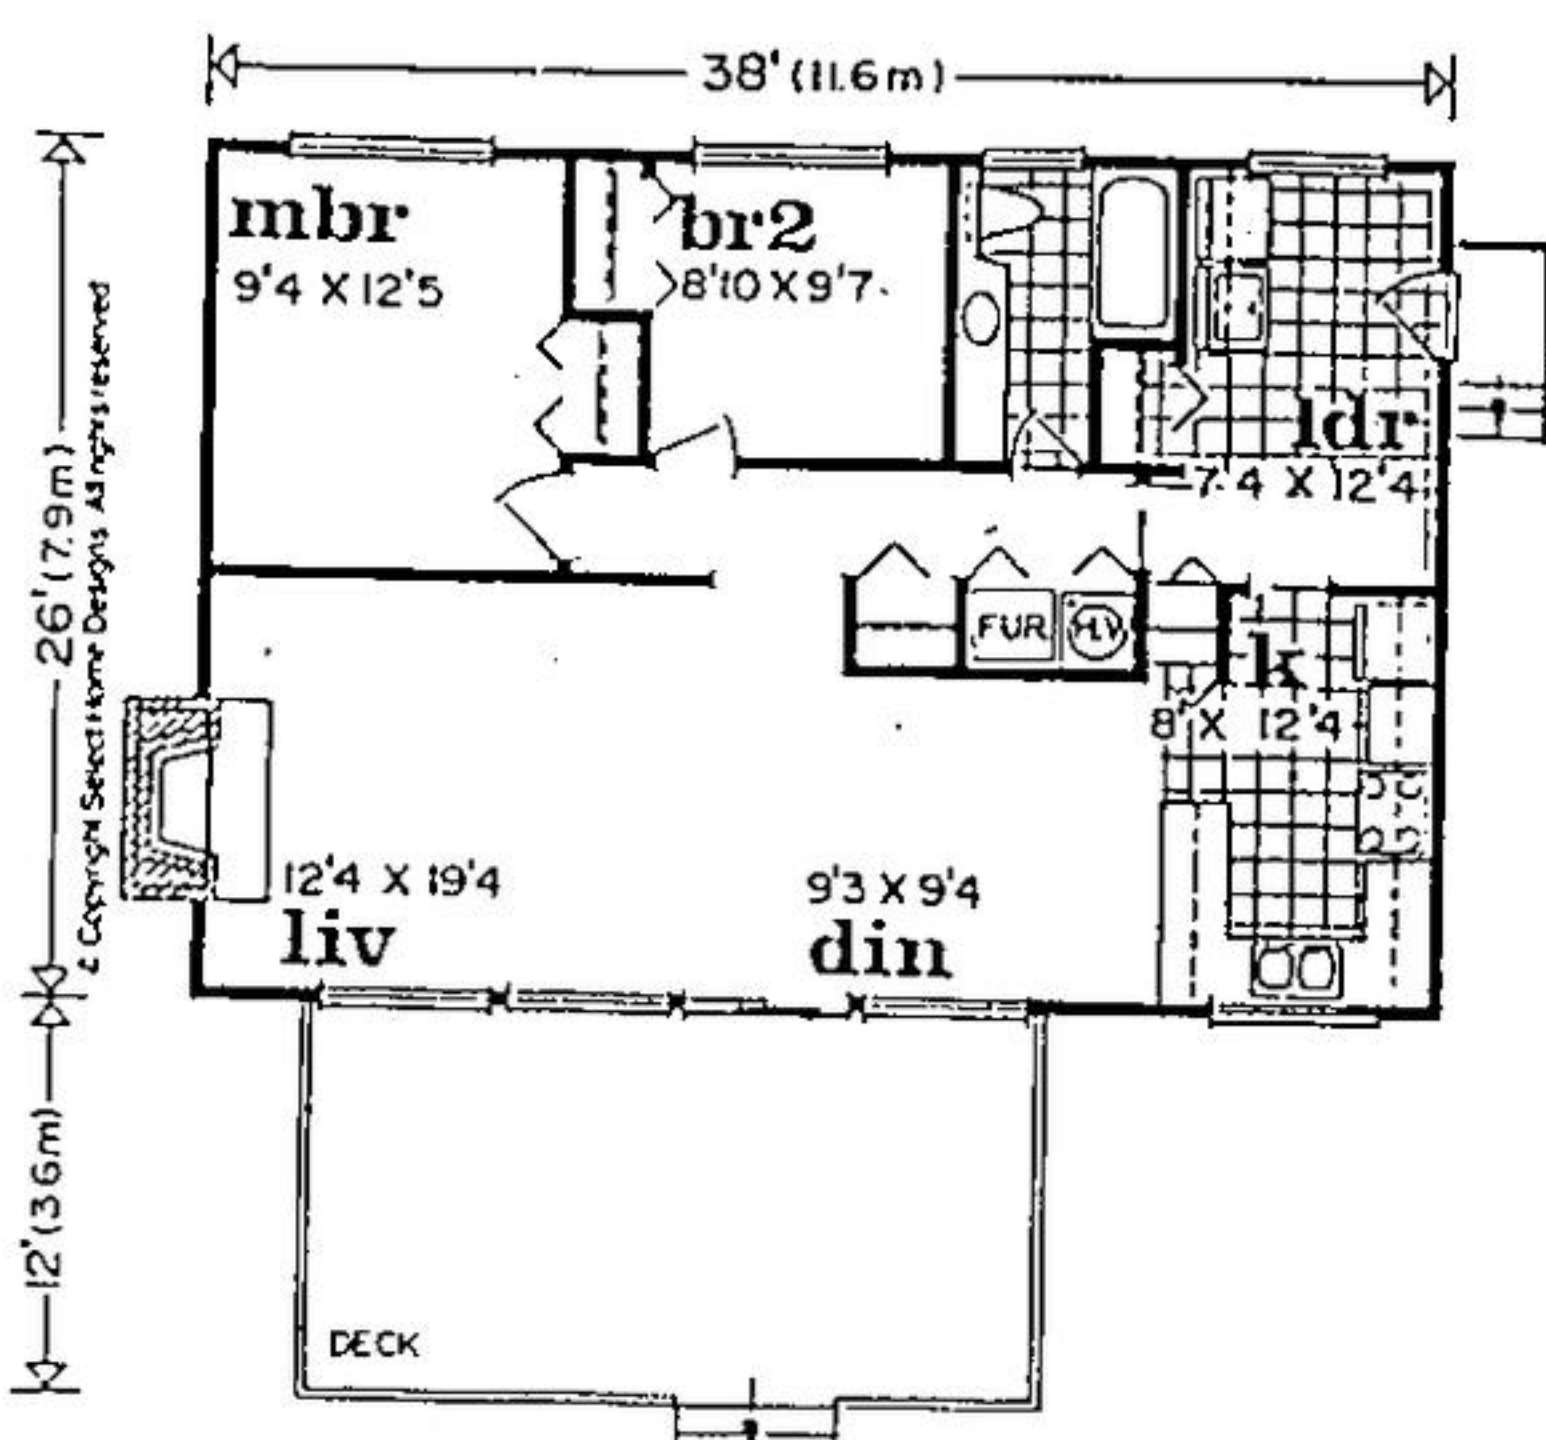 38' (11.6m)
mbr
9'4 X 12'5
br2
8'10 X 9'7
ldr
7'4 X 12'4
26' (7.9m)
Copyright Select Home Designs. All rights reserved
FUR
H.W
k
8' X 12'4
12'4 X 19'4
liv
9'3 X 9'4
din
12' (3.6m)
DECK